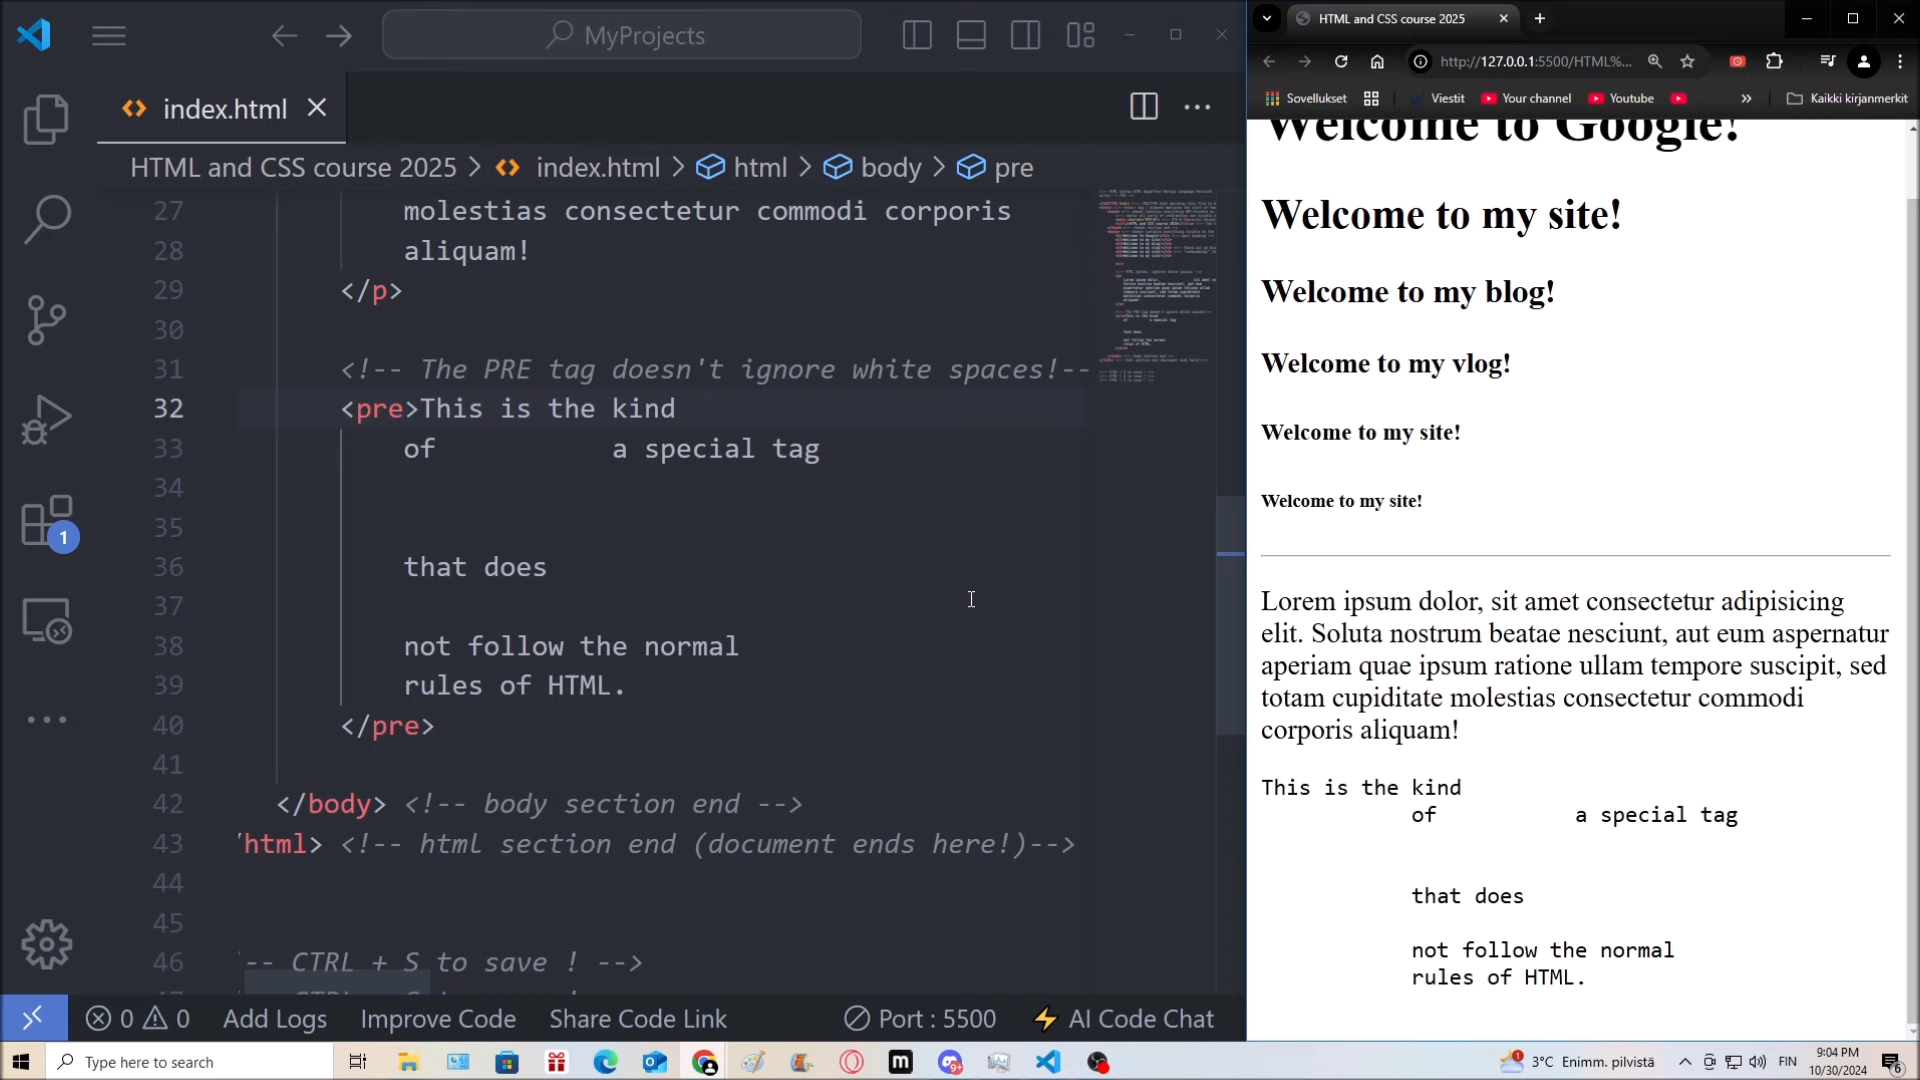 MyProjects
index.html
HTML and CSS course 2025 > index.html > html > body > pre
27 molestias consectetur commodi corporis
28 aliquam!
29 </p>
30
31 <!-- The PRE tag doesn't ignore white spaces!--
32 <pre>This is the kind
33 of a special tag
34
35
36 that does
37
38 not follow the normal
39 rules of HTML.
40 </pre>
41
42 </body> <!-- body section end -->
43 html> <!-- html section end (document ends here!)-->
44
45
46 -- CTRL + S to save ! -->
1
0 0 Add Logs Improve Code Share Code Link Port : 5500 AI Code Chat
HTML and CSS course 2025
http://127.0.0.1:5500/HTML%...
Sovellukset Viestit Your channel Youtube » Kaikki kirjanmerkit
Welcome to Google!
Welcome to my site!
Welcome to my blog!
Welcome to my vlog!
Welcome to my site!
Welcome to my site!
Lorem ipsum dolor, sit amet consectetur adipisicing
elit. Soluta nostrum beatae nesciunt, aut eum aspernatur
aperiam quae ipsum ratione ullam tempore suscipit, sed
totam cupiditate molestias consectetur commodi
corporis aliquam!
This is the kind
of a special tag
that does
not follow the normal
rules of HTML.
Type here to search
3°C Enimm. pilvistä
FIN
9:04 PM
10/30/2024
6